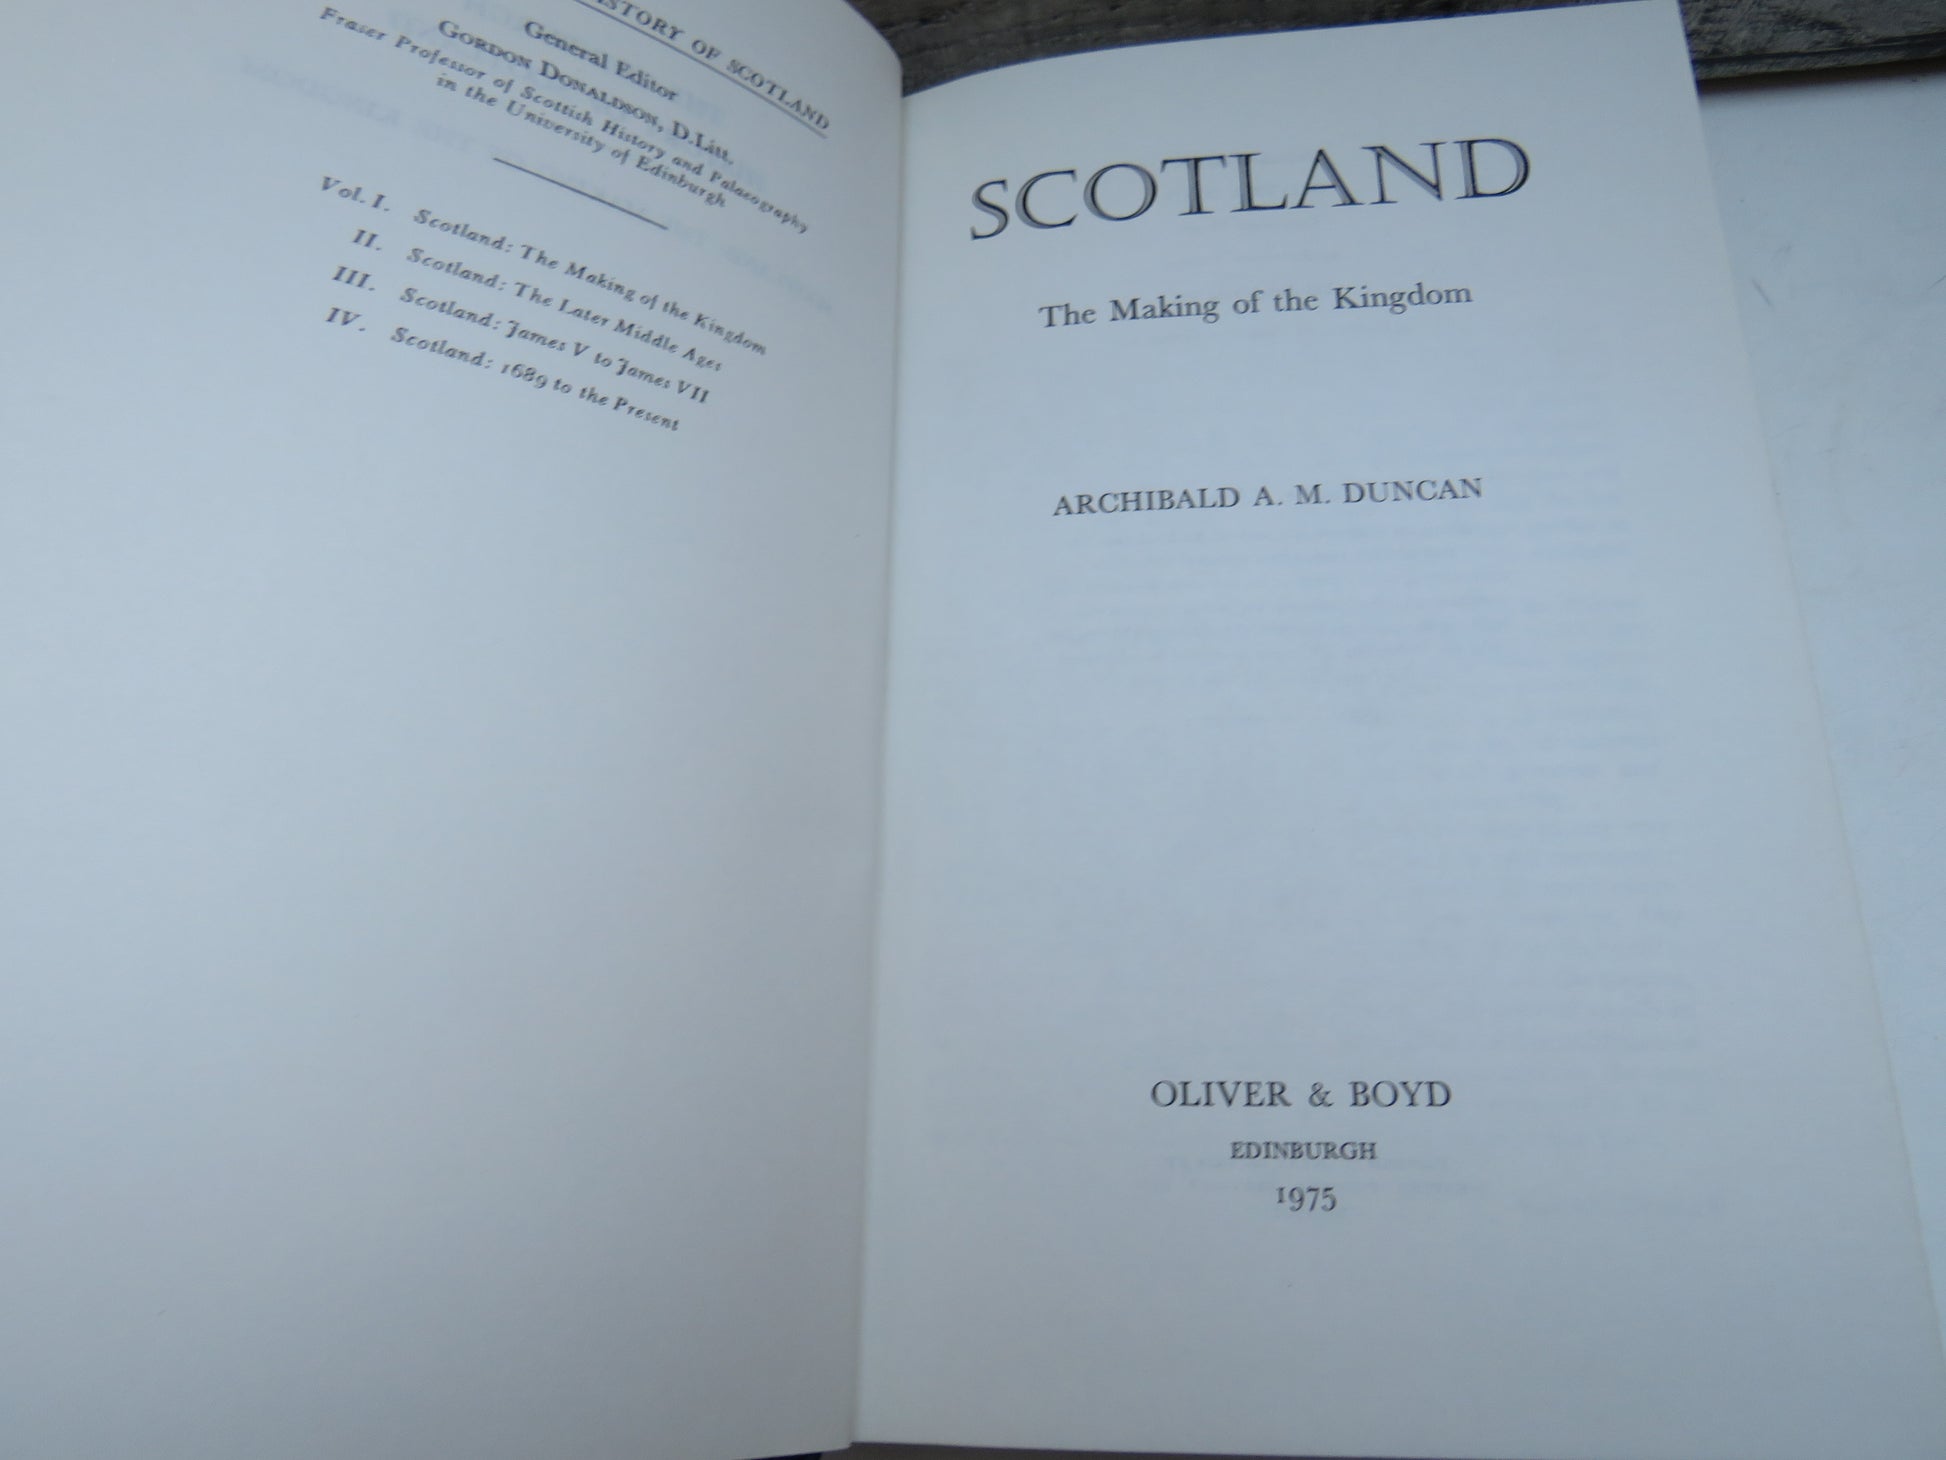 OF SCOTLAND
General Editor
GORDON DONALDSON, D.Litt.
Fraser Professor of Scottish History and Palaeography
in the University of Edinburgh
Vol. I. Scotland: The Making of the Kingdom
II. Scotland: The Later Middle Ages
III. Scotland: James V to James VII
IV. Scotland: 1689 to the Present
SCOTLAND
The Making of the Kingdom
ARCHIBALD A. M. DUNCAN
OLIVER & BOYD
EDINBURGH
1975